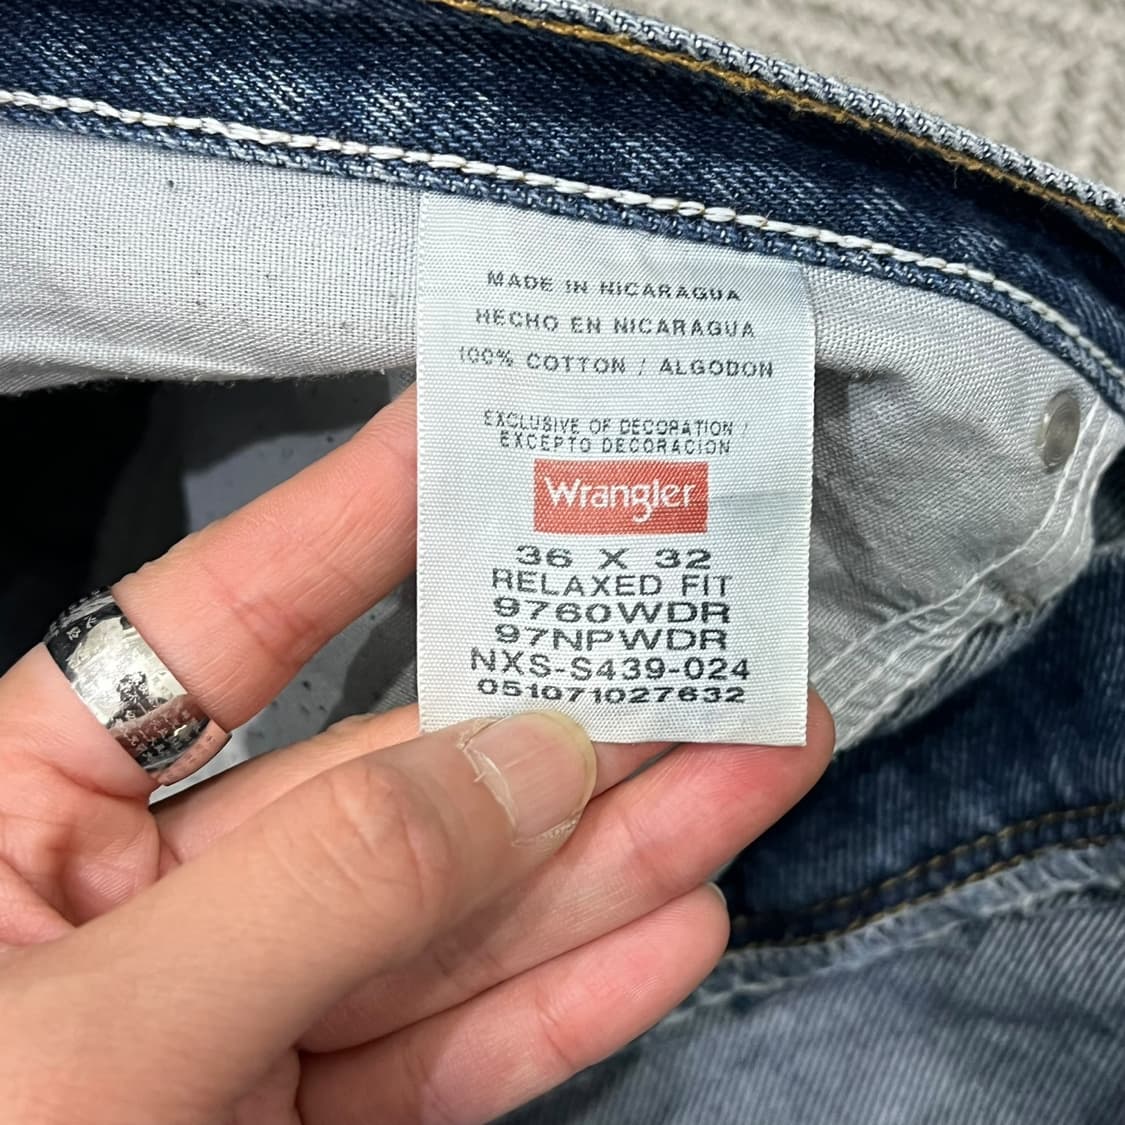 MADE IN NICARAGUA
HECHO EN NICARAGUA
100% COTTON / ALGODON
EXCLUSIVE OF DECORATION /
EXCEPTO DECORACION
Wrangler
36 X 32
RELAXED FIT
9760WDR
97NPWDR
NXS-S439-024
051071027632